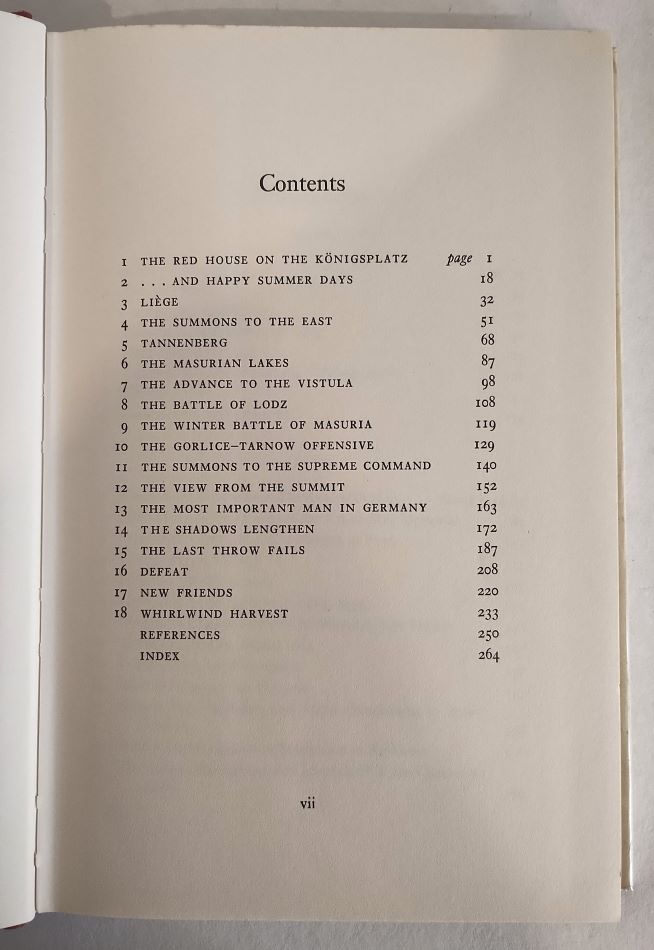 Contents
1 THE RED HOUSE ON THE KÖNIGSPLATZ page 1
2 . . . AND HAPPY SUMMER DAYS 18
3 LIÈGE 32
4 THE SUMMONS TO THE EAST 51
5 TANNENBERG 68
6 THE MASURIAN LAKES 87
7 THE ADVANCE TO THE VISTULA 98
8 THE BATTLE OF LODZ 108
9 THE WINTER BATTLE OF MASURIA 119
10 THE GORLICE–TARNOW OFFENSIVE 129
11 THE SUMMONS TO THE SUPREME COMMAND 140
12 THE VIEW FROM THE SUMMIT 152
13 THE MOST IMPORTANT MAN IN GERMANY 163
14 THE SHADOWS LENGTHEN 172
15 THE LAST THROW FAILS 187
16 DEFEAT 208
17 NEW FRIENDS 220
18 WHIRLWIND HARVEST 233
REFERENCES 250
INDEX 264
vii